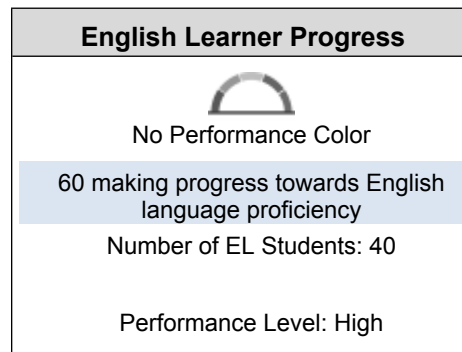 English Learner Progress
No Performance Color
60 making progress towards English
language proficiency
Number of EL Students: 40
Performance Level: High